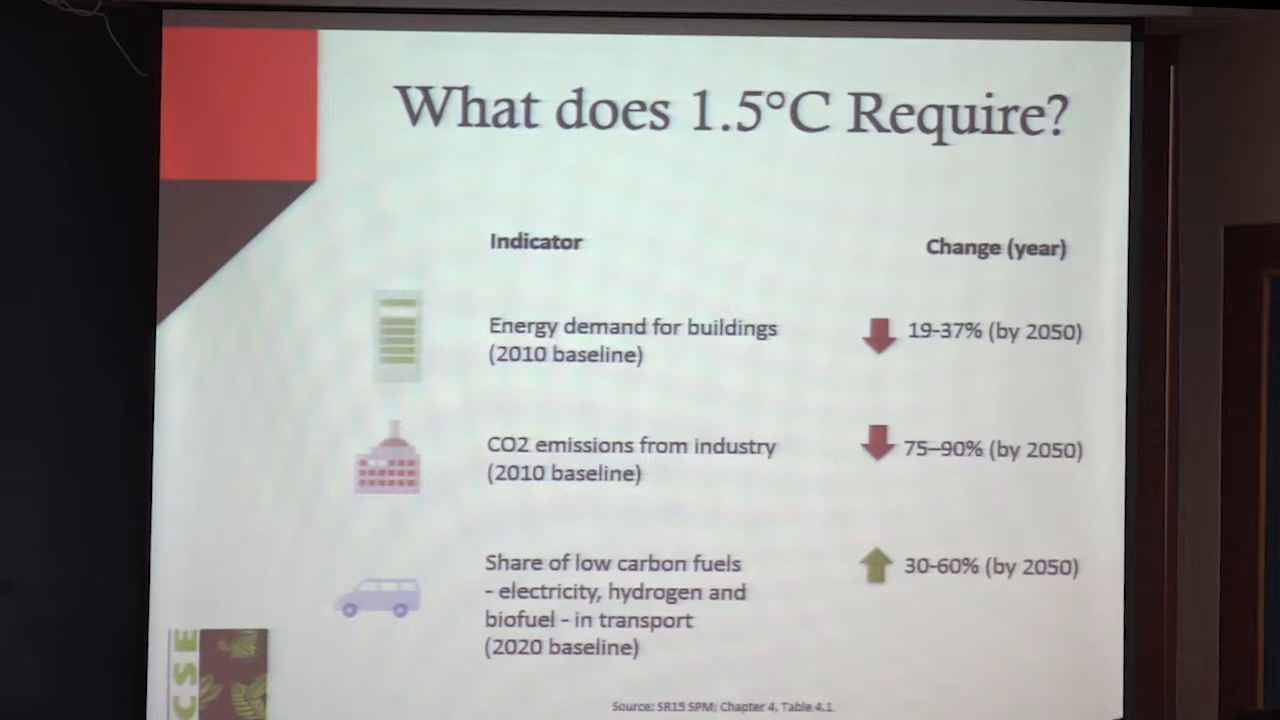 What does 1.5°C Require?
Indicator
Change (year)
Energy demand for buildings
(2010 baseline)
19-37% (by 2050)
CO2 emissions from industry
(2010 baseline)
75–90% (by 2050)
Share of low carbon fuels
- electricity, hydrogen and
biofuel - in transport
(2020 baseline)
30-60% (by 2050)
CSE
Source: SR15 SPM; Chapter 4, Table 4.1